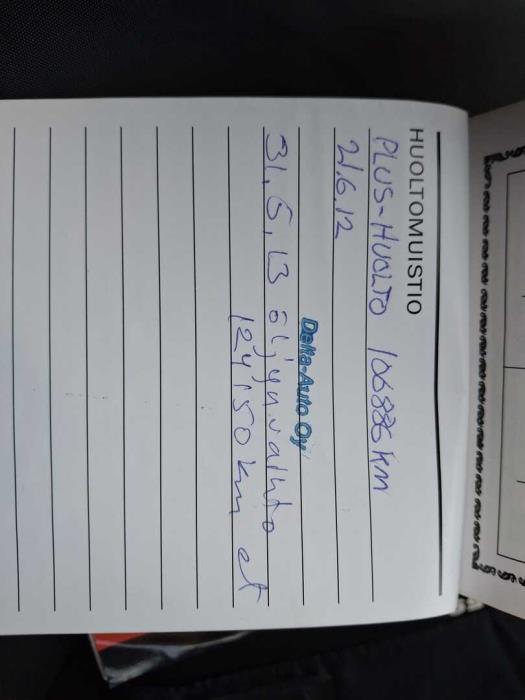 HUOLTOMUISTIO
PLUS-HUOLTO 106886 km
21.6.12
Delta-Auto Oy
31.5.13 öljynvaihto
124150 km